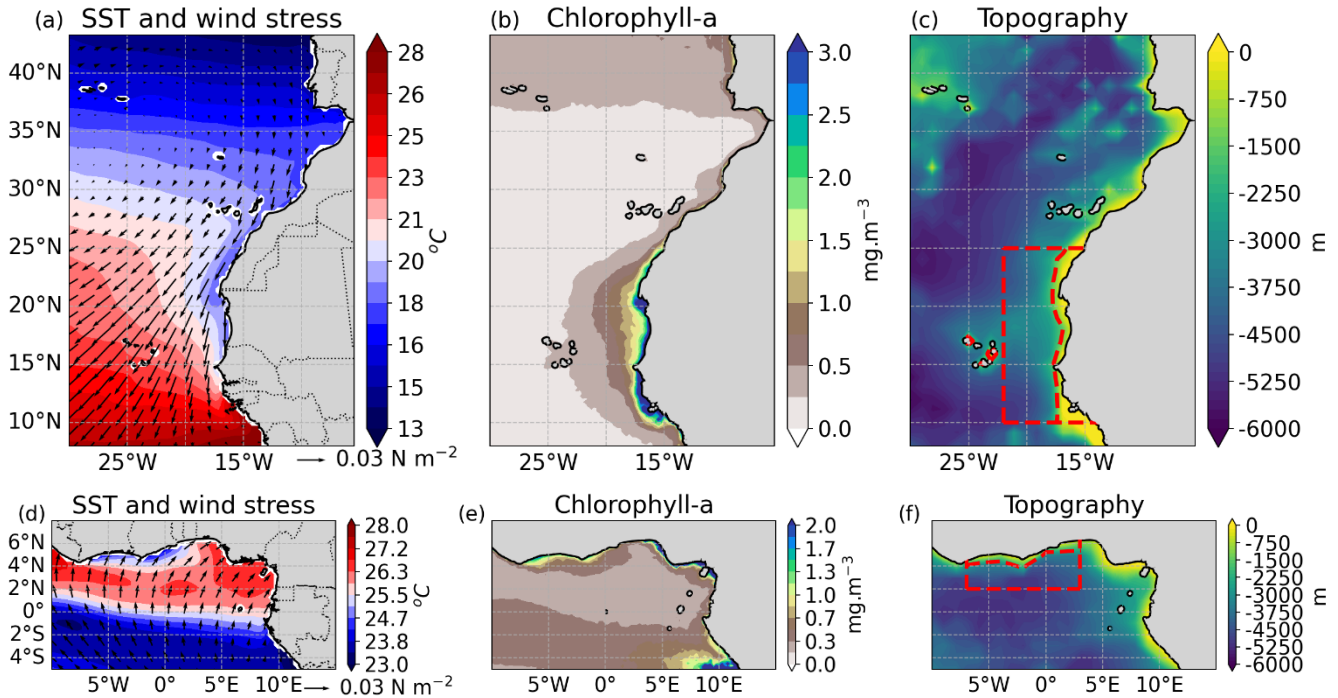 (a) SST and wind stress
40°N
35°N
30°N
25°N
20°N
15°N
10°N
25°W
15°W
28
26
25
23
21
20
18
16
15
13
°C
0.03 N m⁻²
(b) Chlorophyll-a
25°W
15°W
3.0
2.5
2.0
1.5
1.0
0.5
0.0
mg.m⁻³
(c) Topography
25°W
15°W
0
-750
-1500
-2250
-3000
-3750
-4500
-5250
-6000
m
(d) SST and wind stress
6°N
4°N
2°N
0°
2°S
4°S
5°W
0°
5°E
10°E
28.0
27.2
26.3
25.5
24.7
23.8
23.0
°C
0.03 N m⁻²
(e) Chlorophyll-a
5°W
0°
5°E
10°E
2.0
1.7
1.3
1.0
0.7
0.3
0.0
mg.m⁻³
(f) Topography
5°W
0°
5°E
10°E
0
-750
-1500
-2250
-3000
-3750
-4500
-5250
-6000
m